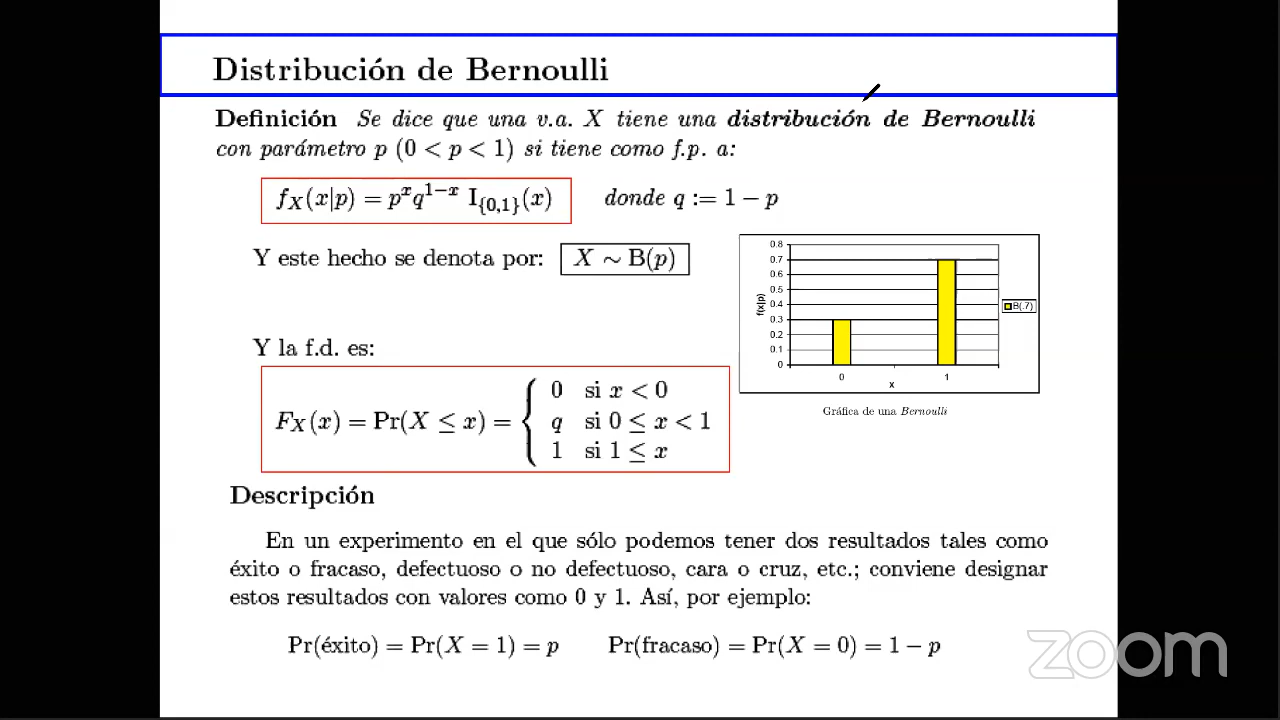 Distribución de Bernoulli
Definición Se dice que una v.a. X tiene una distribución de Bernoulli
con parámetro p (0 < p < 1) si tiene como f.p. a:
f_X(x|p) = p^x q^{1−x} I_{{0,1}}(x) donde q := 1 − p
Y este hecho se denota por: X ∼ B(p)
0.8
0.7
0.6
0.5
0.4
0.3
0.2
0.1
0
f(x|p)
0 1
x
B(.7)
Gráfica de una Bernoulli
Y la f.d. es:
F_X(x) = Pr(X ≤ x) = {
0 si x < 0
q si 0 ≤ x < 1
1 si 1 ≤ x
Descripción
En un experimento en el que sólo podemos tener dos resultados tales como
éxito o fracaso, defectuoso o no defectuoso, cara o cruz, etc.; conviene designar
estos resultados con valores como 0 y 1. Así, por ejemplo:
Pr(éxito) = Pr(X = 1) = p Pr(fracaso) = Pr(X = 0) = 1 − p
zoom